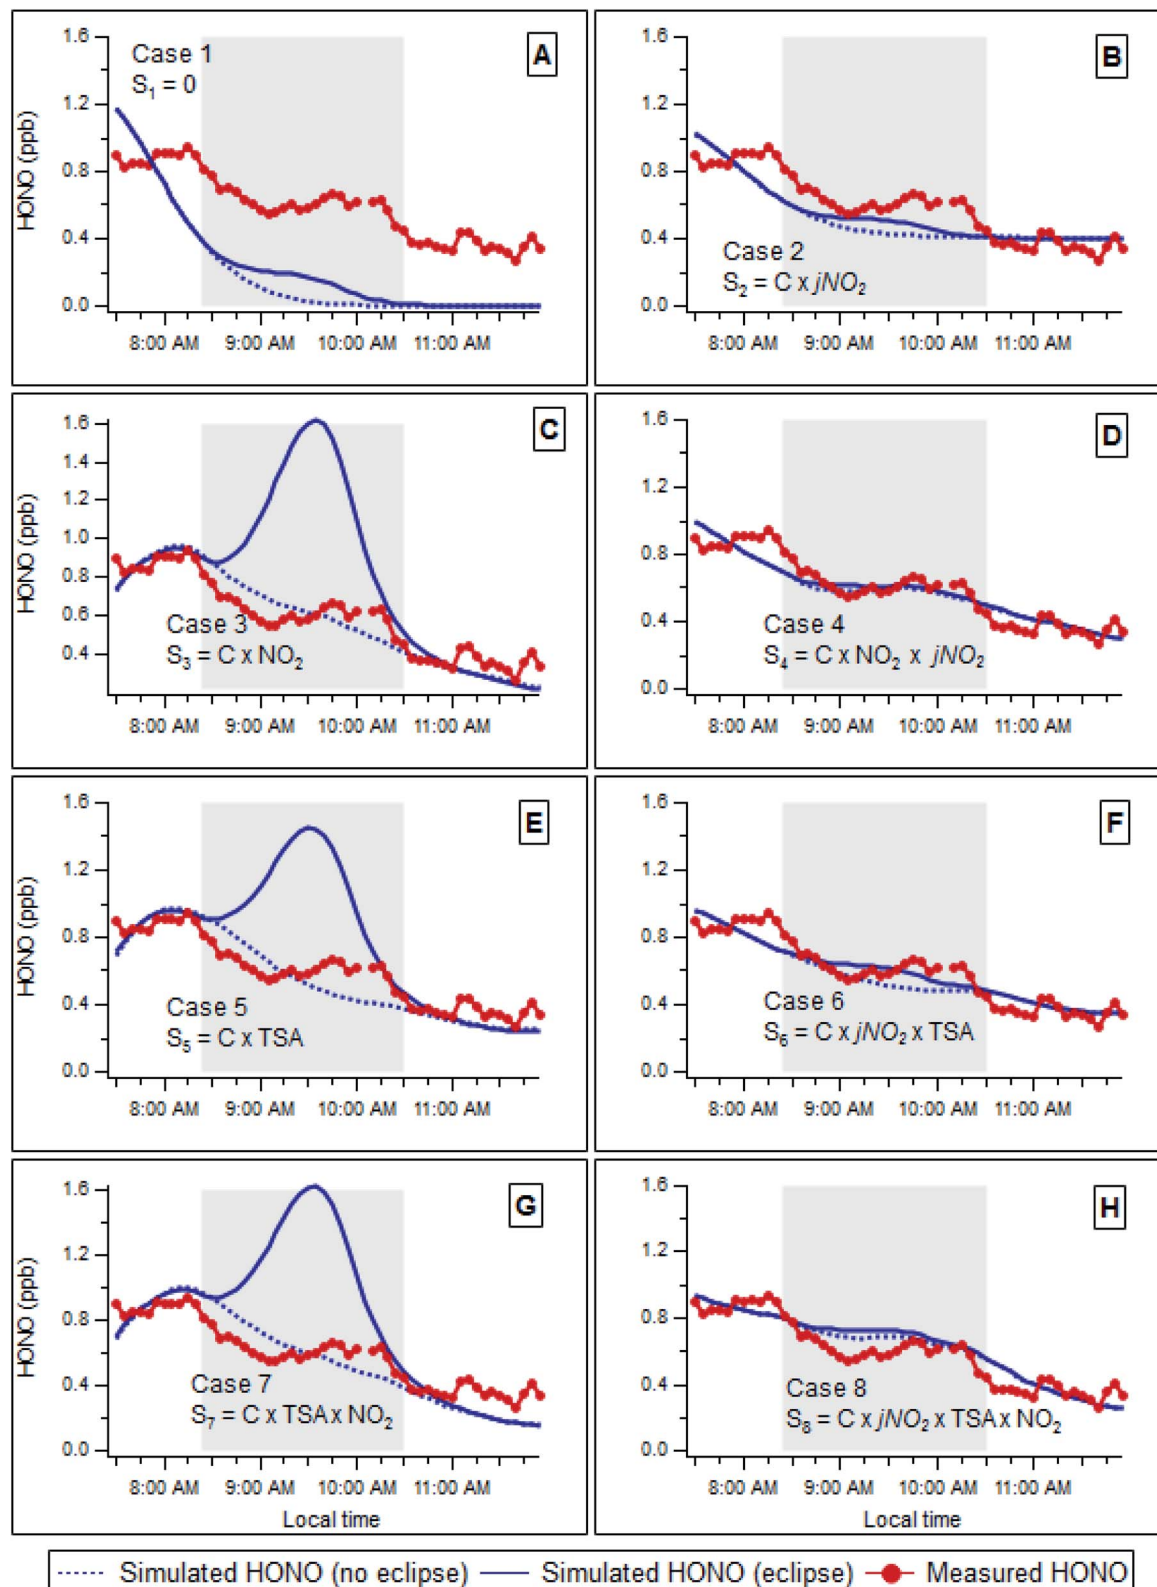 A
Case 1
S₁ = 0
HONO (ppb)
1.6
1.2
0.8
0.4
0.0
8:00 AM 9:00 AM 10:00 AM 11:00 AM
B
Case 2
S₂ = C x jNO₂
1.6
1.2
0.8
0.4
0.0
8:00 AM 9:00 AM 10:00 AM 11:00 AM
C
Case 3
S₃ = C x NO₂
HONO (ppb)
1.6
1.4
1.2
1.0
0.8
0.6
0.4
8:00 AM 9:00 AM 10:00 AM 11:00 AM
D
Case 4
S₄ = C x NO₂ x jNO₂
1.6
1.2
0.8
0.4
0.0
8:00 AM 9:00 AM 10:00 AM 11:00 AM
E
Case 5
S₅ = C x TSA
HONO (ppb)
1.6
1.2
0.8
0.4
0.0
8:00 AM 9:00 AM 10:00 AM 11:00 AM
F
Case 6
S₆ = C x jNO₂ x TSA
1.6
1.2
0.8
0.4
0.0
8:00 AM 9:00 AM 10:00 AM 11:00 AM
G
Case 7
S₇ = C x TSA x NO₂
HONO (ppb)
1.6
1.2
0.8
0.4
0.0
8:00 AM 9:00 AM 10:00 AM 11:00 AM
Local time
H
Case 8
S₈ = C x jNO₂ x TSA x NO₂
1.6
1.2
0.8
0.4
0.0
8:00 AM 9:00 AM 10:00 AM 11:00 AM
Local time
Simulated HONO (no eclipse) Simulated HONO (eclipse) Measured HONO